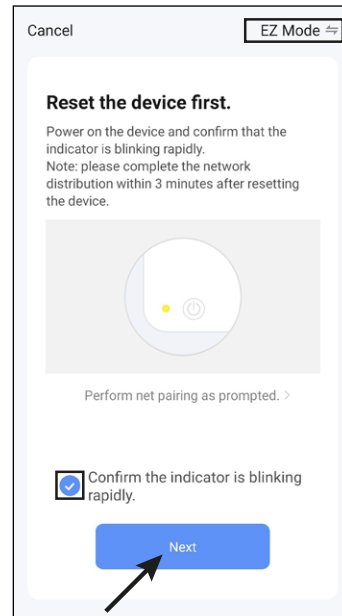 Cancel
EZ Mode
Reset the device first.
Power on the device and confirm that the
indicator is blinking rapidly.
Note: please complete the network
distribution within 3 minutes after resetting
the device.
Perform net pairing as prompted. >
Confirm the indicator is blinking
rapidly.
Next